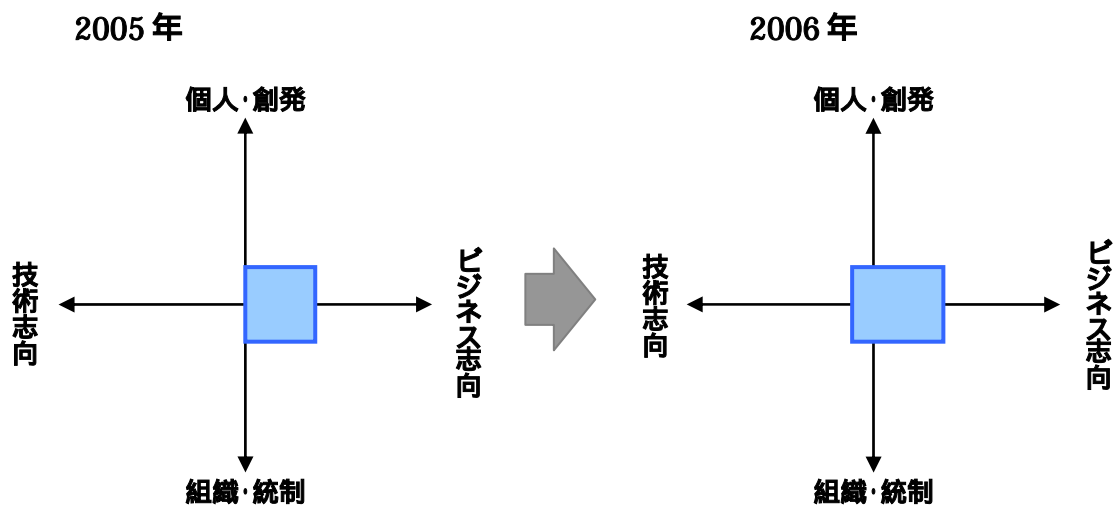 2005年
2006年
個人・創発
個人・創発
技術志向
ビジネス志向
技術志向
ビジネス志向
組織・統制
組織・統制